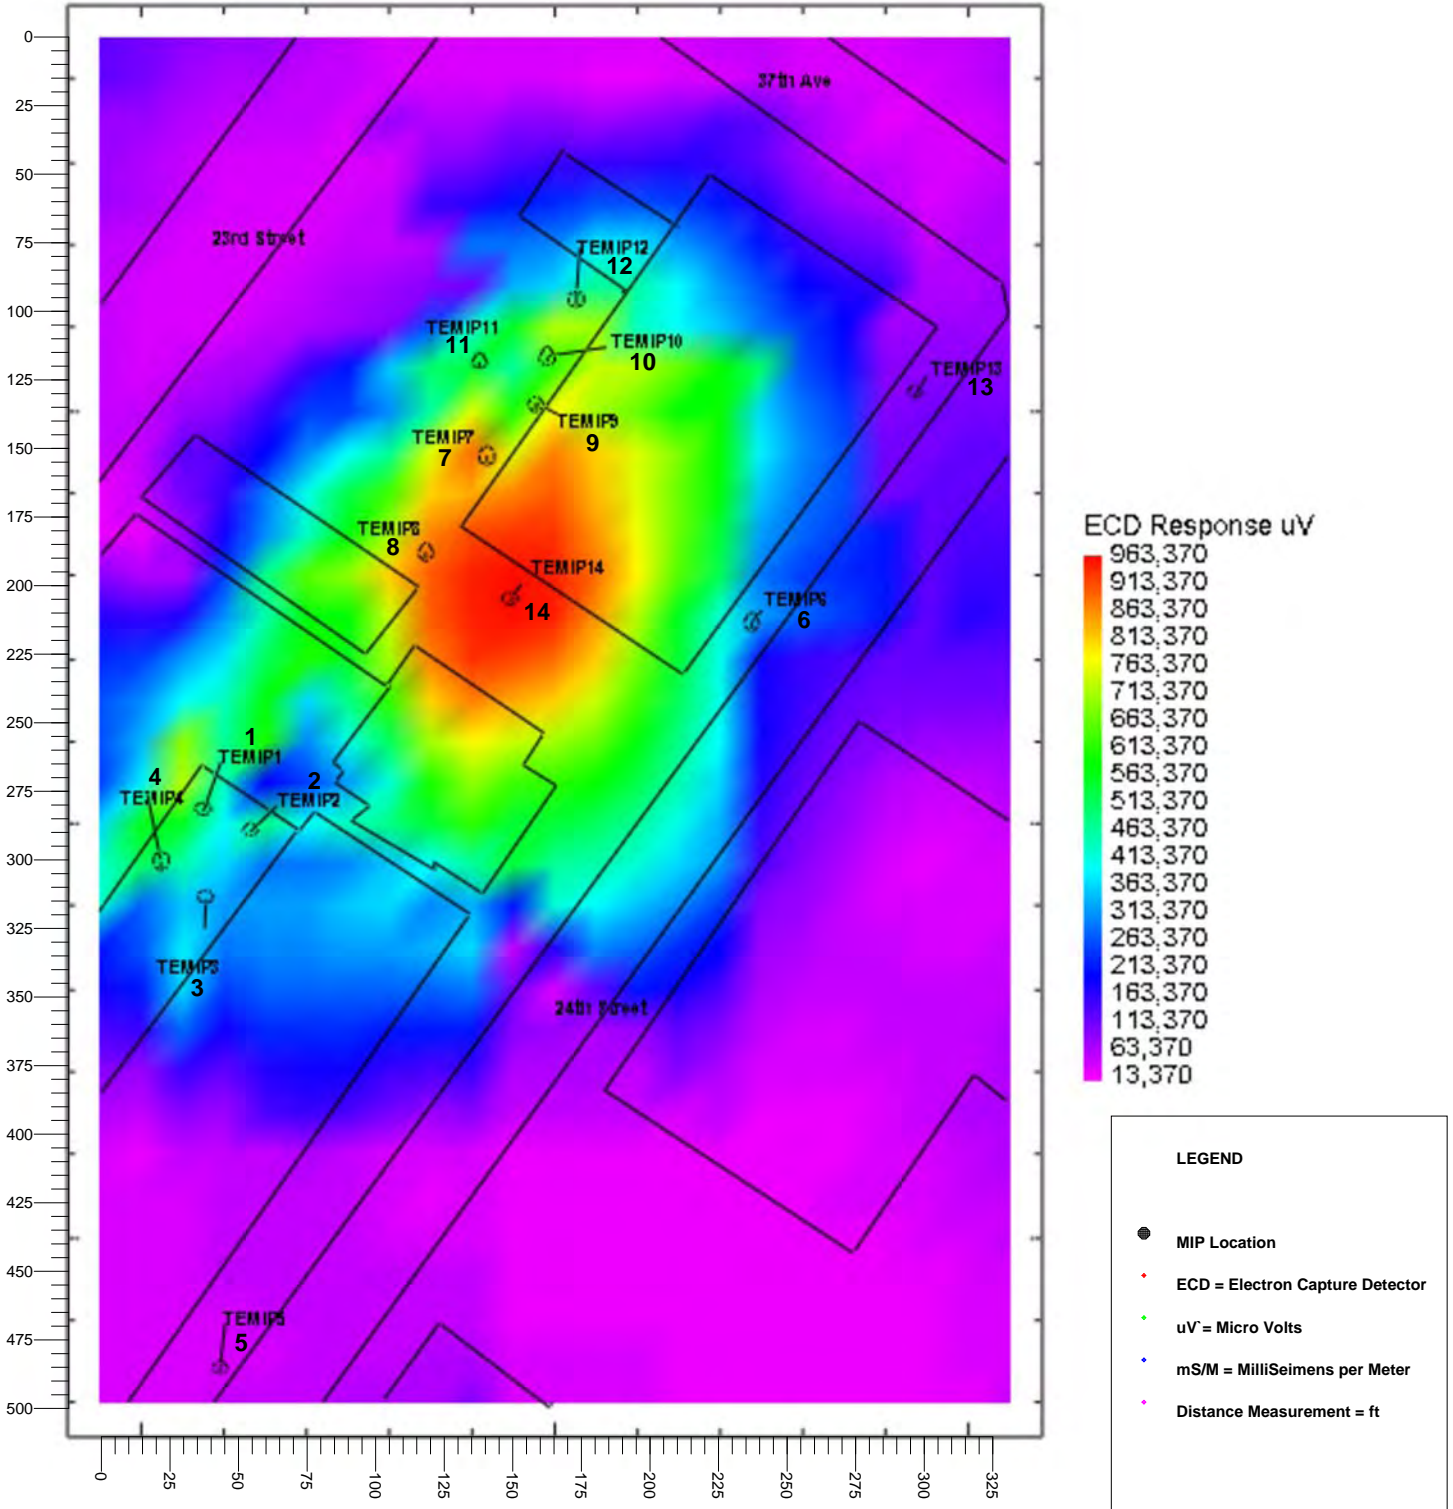 0
25
50
75
100
125
150
175
200
225
250
275
300
325
350
375
400
425
450
475
500
37th Ave
23rd Street
TEMIP12
12
TEMIP11
11
TEMIP10
10
TEMIP13
13
TEMIP9
9
TEMIP7
7
TEMIP8
8
TEMIP14
14
TEMIP6
6
1
TEMIP1
4
TEMIP4
2
TEMIP2
TEMIP3
3
24th Street
TEMIP5
5
0
25
50
75
100
125
150
175
200
225
250
275
300
325
ECD Response uV
963,370
913,370
863,370
813,370
763,370
713,370
663,370
613,370
563,370
513,370
463,370
413,370
363,370
313,370
263,370
213,370
163,370
113,370
63,370
13,370
LEGEND
MIP Location
ECD = Electron Capture Detector
uV`= Micro Volts
mS/M = MilliSeimens per Meter
Distance Measurement = ft